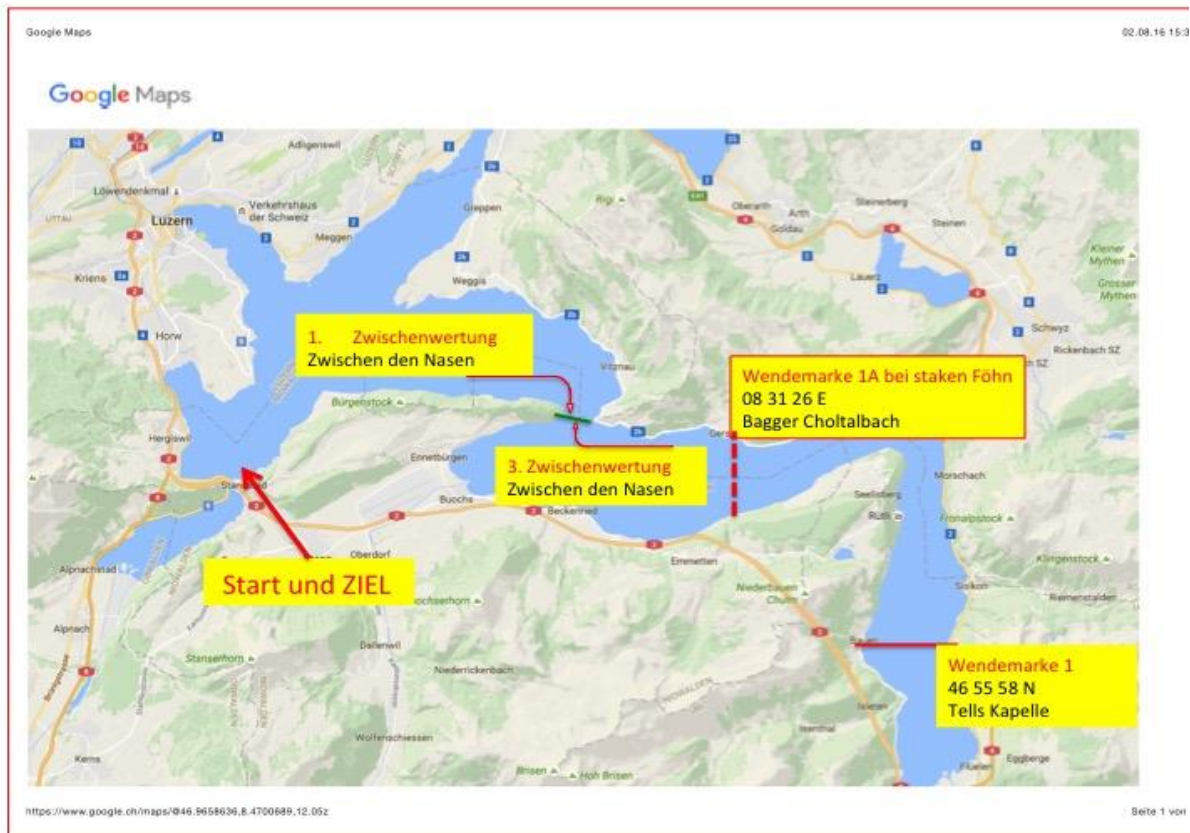 Google Maps
02.08.16 15:3
Google Maps
Adligenswil
Löwendenkmal
Verkehrshaus
der Schweiz
Luzern
Meggen
Greppen
Rigi
Oberarth
Arth
Goldau
Steinerberg
Steinen
Kleiner
Mythen
Grosser
Mythen
Kriens
Weggis
Lauerz
Schwyz
Rickenbach SZ
Horw
1. Zwischenwertung
Zwischen den Nasen
Vitznau
Wendemarke 1A bei staken Föhn
08 31 26 E
Bagger Choltalbach
Bürgenstock
Hergiswil
Ennetbürgen
3. Zwischenwertung
Zwischen den Nasen
Morschach
Stansstad
Buochs
Beckenried
Seelisberg
Rütli
Fronalpstock
Start und ZIEL
Oberdorf
Emmetten
Klingenstock
Alpnachstad
Niederbauen
Chulm
Sisikon
Riemenstalden
Alpnach
Stanserhorn
Dallenwil
Niederrickenbach
Bauen
Wendemarke 1
46 55 58 N
Tells Kapelle
NIDWALDEN
Wolfenschiessen
Isenthal
Isleten
Kerns
Brisen
Hoh Brisen
Flüelen
Eggberge
https://www.google.ch/maps/@46.9658636,8.4700689,12.05z
Seite 1 von